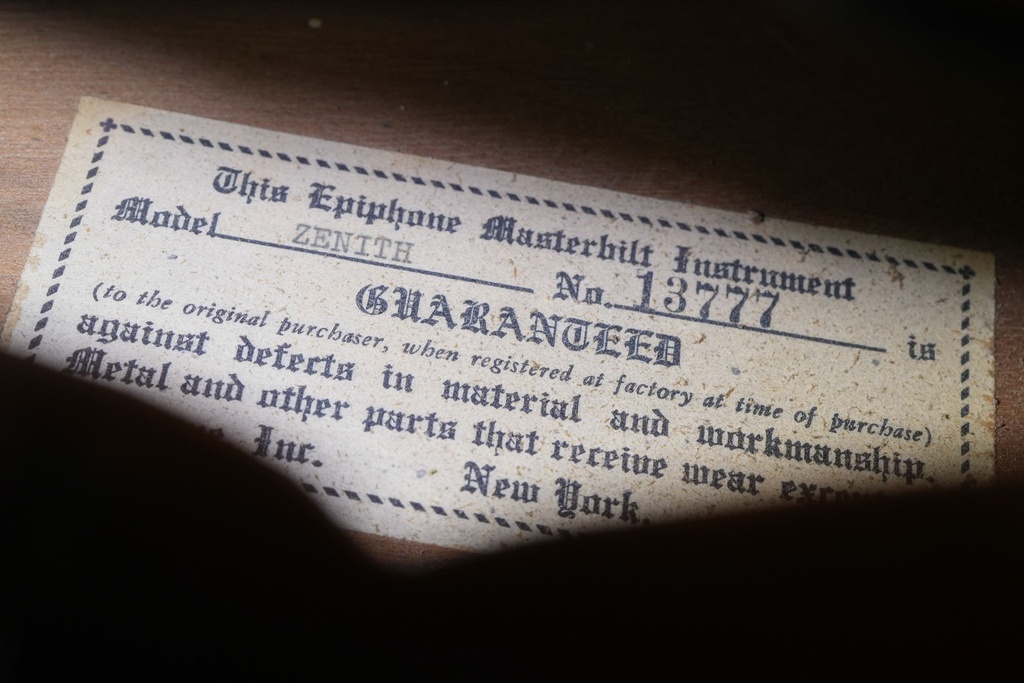 This Epiphone Masterbilt Instrument
Model ZENITH No. 13777 is
GUARANTEED
(to the original purchaser, when registered at factory at time of purchase)
against defects in material and workmanship.
Metal and other parts that receive wear
Inc. New York,